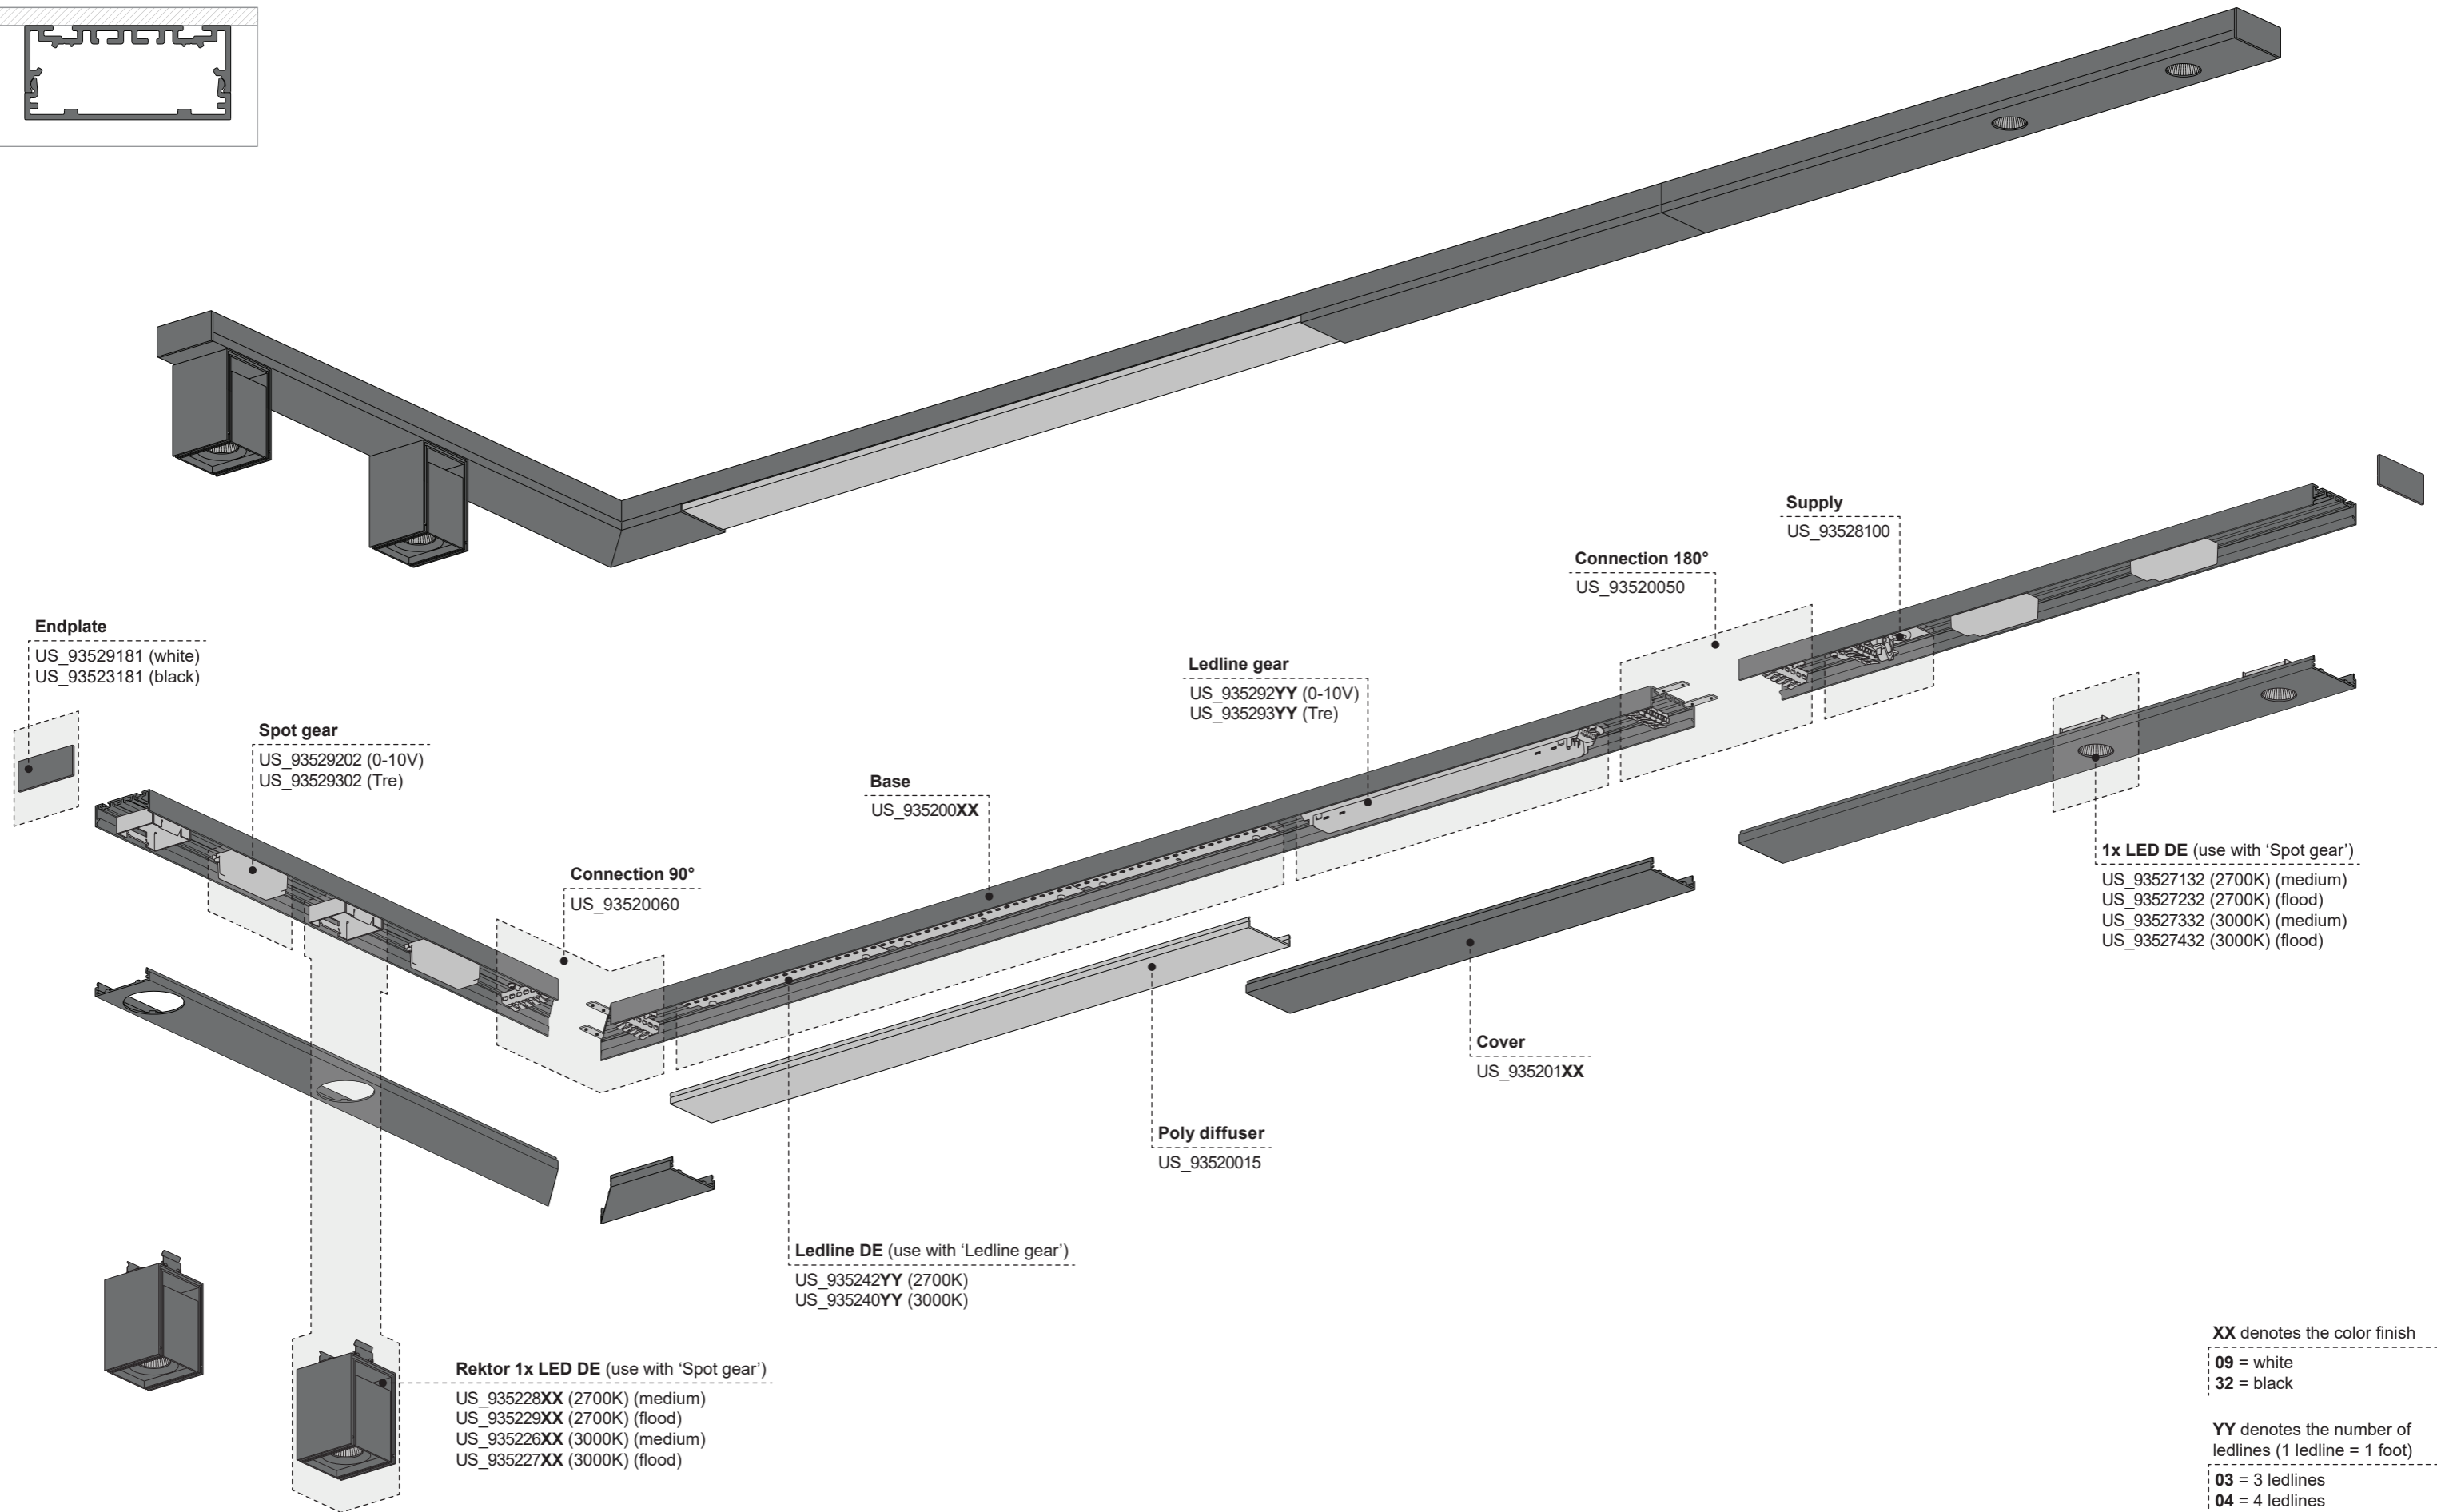 Supply
US_93528100
Connection 180°
US_93520050
Endplate
US_93529181 (white)
US_93523181 (black)
Ledline gear
US_935292YY (0-10V)
US_935293YY (Tre)
Spot gear
US_93529202 (0-10V)
US_93529302 (Tre)
Base
US_935200XX
Connection 90°
US_93520060
1x LED DE (use with ‘Spot gear’)
US_93527132 (2700K) (medium)
US_93527232 (2700K) (flood)
US_93527332 (3000K) (medium)
US_93527432 (3000K) (flood)
Cover
US_935201XX
Poly diffuser
US_93520015
Ledline DE (use with ‘Ledline gear’)
US_935242YY (2700K)
US_935240YY (3000K)
Rektor 1x LED DE (use with ‘Spot gear’)
US_935228XX (2700K) (medium)
US_935229XX (2700K) (flood)
US_935226XX (3000K) (medium)
US_935227XX (3000K) (flood)
XX denotes the color finish
09 = white
32 = black
YY denotes the number of
ledlines (1 ledline = 1 foot)
03 = 3 ledlines
04 = 4 ledlines